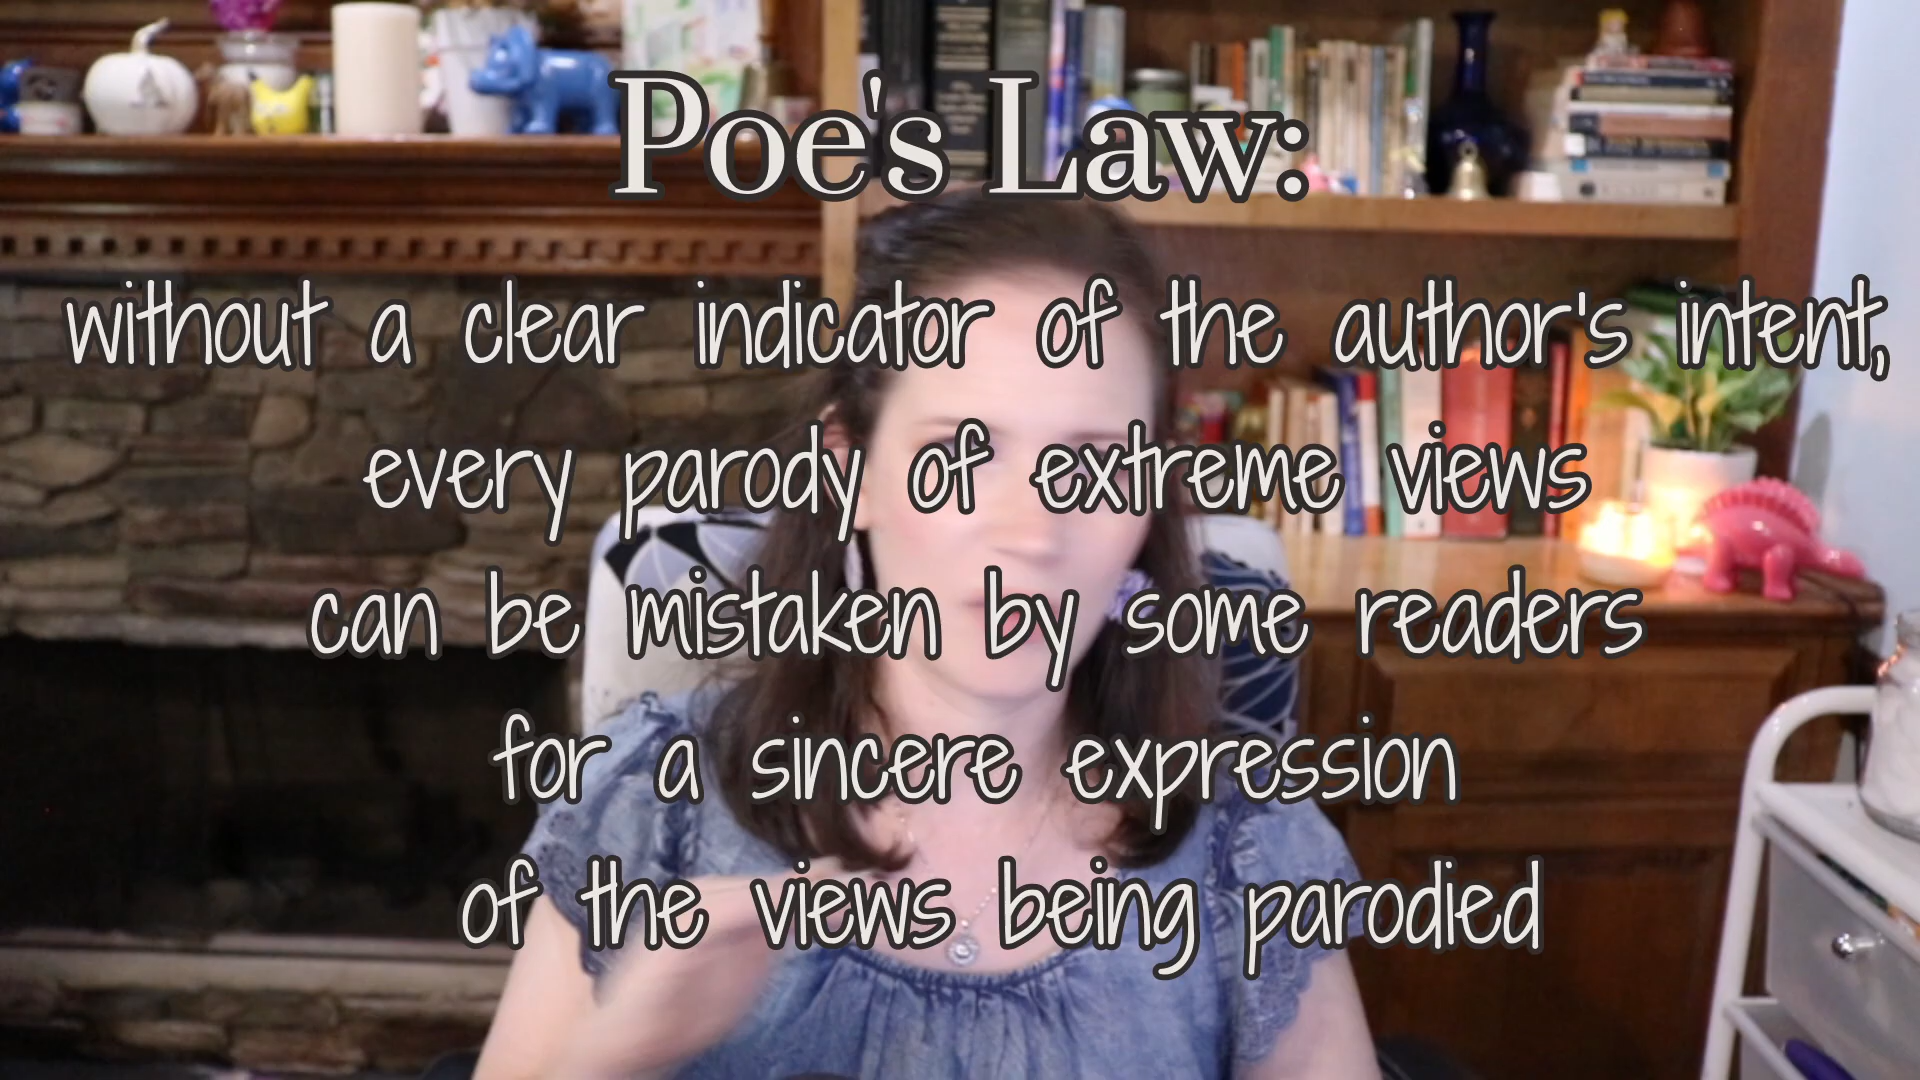 Poe's Law:
without a clear indicator of the author's intent,
every parody of extreme views
can be mistaken by some readers
for a sincere expression
of the views being parodied